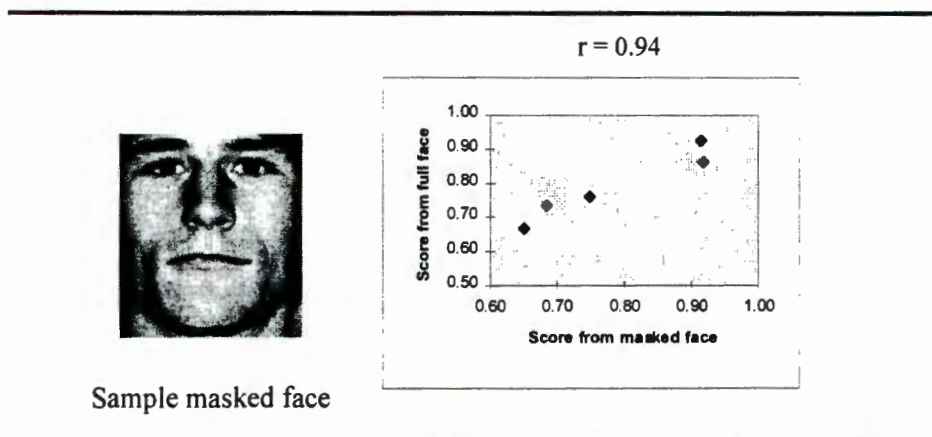 r = 0.94
Score from full face
1.00
0.90
0.80
0.70
0.60
0.50
0.60 0.70 0.80 0.90 1.00
Score from masked face
Sample masked face